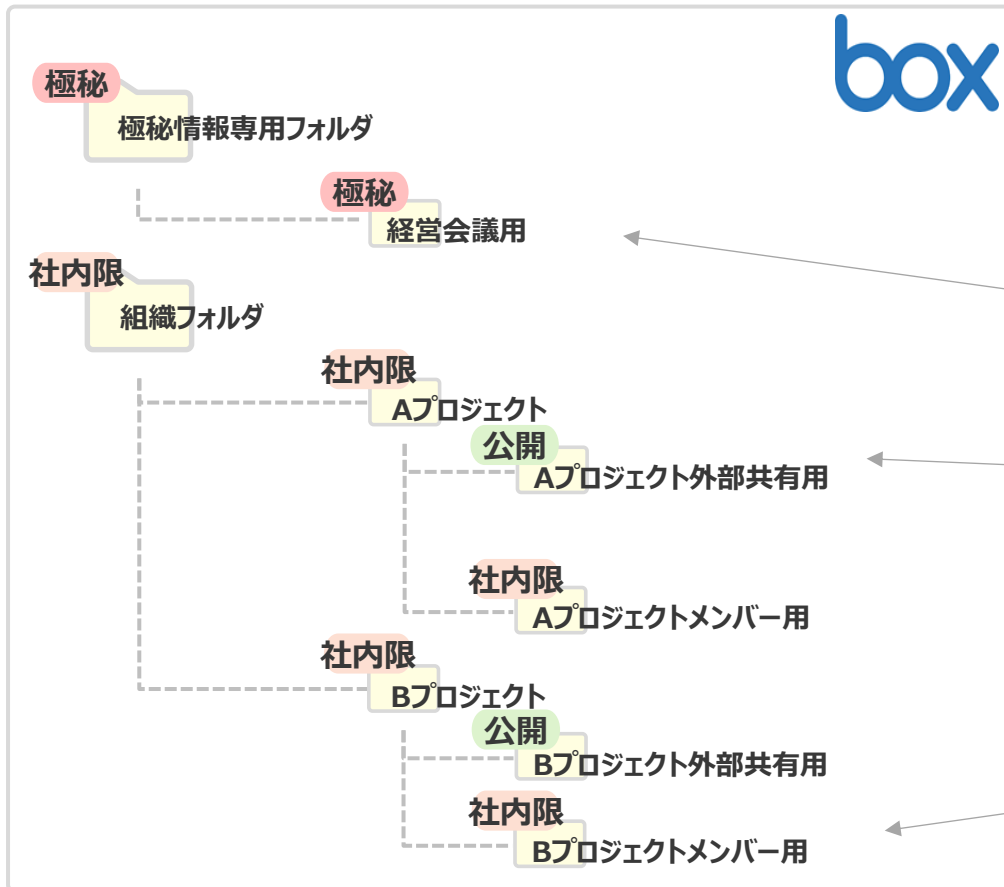 box
極秘
極秘情報専用フォルダ
極秘
経営会議用
社内限
組織フォルダ
社内限
Aプロジェクト
公開
Aプロジェクト外部共有用
社内限
Aプロジェクトメンバー用
社内限
Bプロジェクト
公開
Bプロジェクト外部共有用
社内限
Bプロジェクトメンバー用